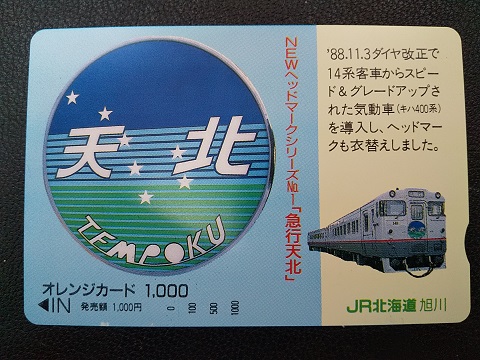 天北
TEMPOKU
NEWヘッドマークシリーズNo.1「急行天北」
'88.11.3ダイヤ改正で
14系客車からスピー
ド&グレードアップさ
れた気動車(キハ400系)
を導入し、ヘッドマー
クも衣替えしました。
オレンジカード 1,000
◀IN 発売額 1,000円 0 100 500 1000
JR北海道 旭川